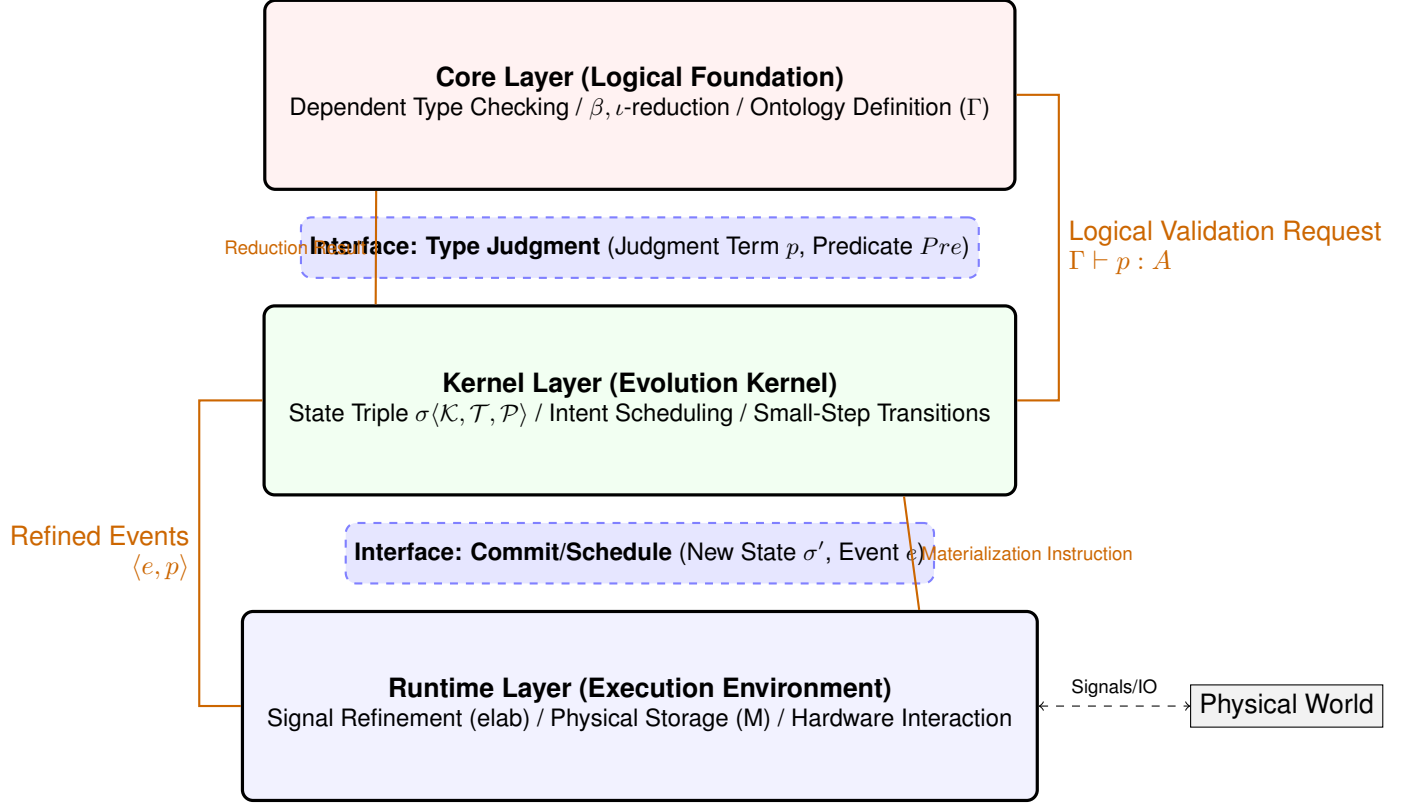 Core Layer (Logical Foundation)
Dependent Type Checking / β, ι-reduction / Ontology Definition (Γ)
Reduction Result
Interface: Type Judgment (Judgment Term p, Predicate Pre)
Logical Validation Request
Γ ⊢ p : A
Kernel Layer (Evolution Kernel)
State Triple σ⟨𝒦, 𝒯, 𝒫⟩ / Intent Scheduling / Small-Step Transitions
Refined Events
⟨e, p⟩
Interface: Commit/Schedule (New State σ′, Event e)
Materialization Instruction
Runtime Layer (Execution Environment)
Signal Refinement (elab) / Physical Storage (M) / Hardware Interaction
Signals/IO
Physical World